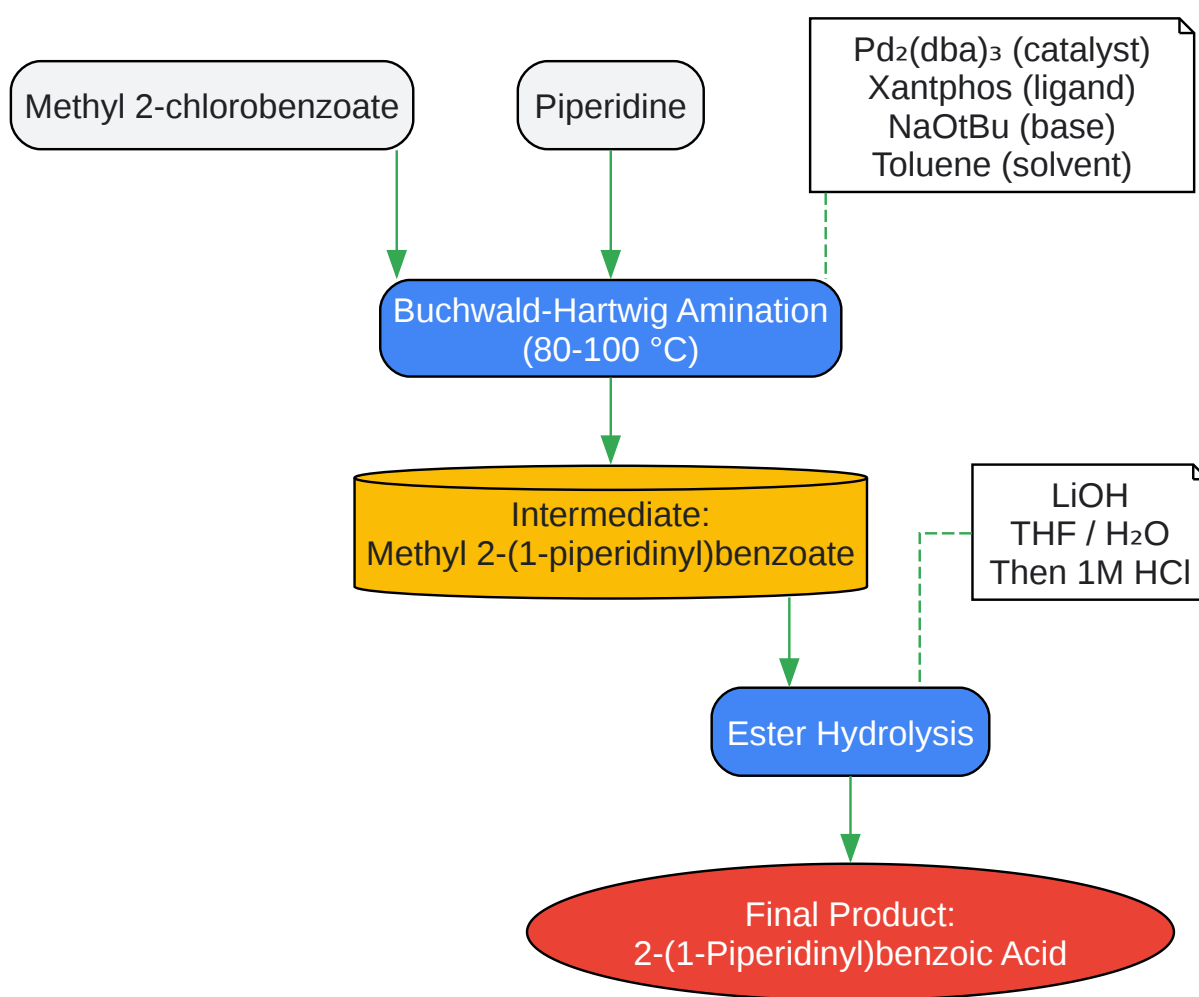 Methyl 2-chlorobenzoate
Piperidine
Pd₂(dba)₃ (catalyst)
Xantphos (ligand)
NaOtBu (base)
Toluene (solvent)
Buchwald-Hartwig Amination
(80-100 °C)
Intermediate:
Methyl 2-(1-piperidinyl)benzoate
LiOH
THF / H₂O
Then 1M HCl
Ester Hydrolysis
Final Product:
2-(1-Piperidinyl)benzoic Acid